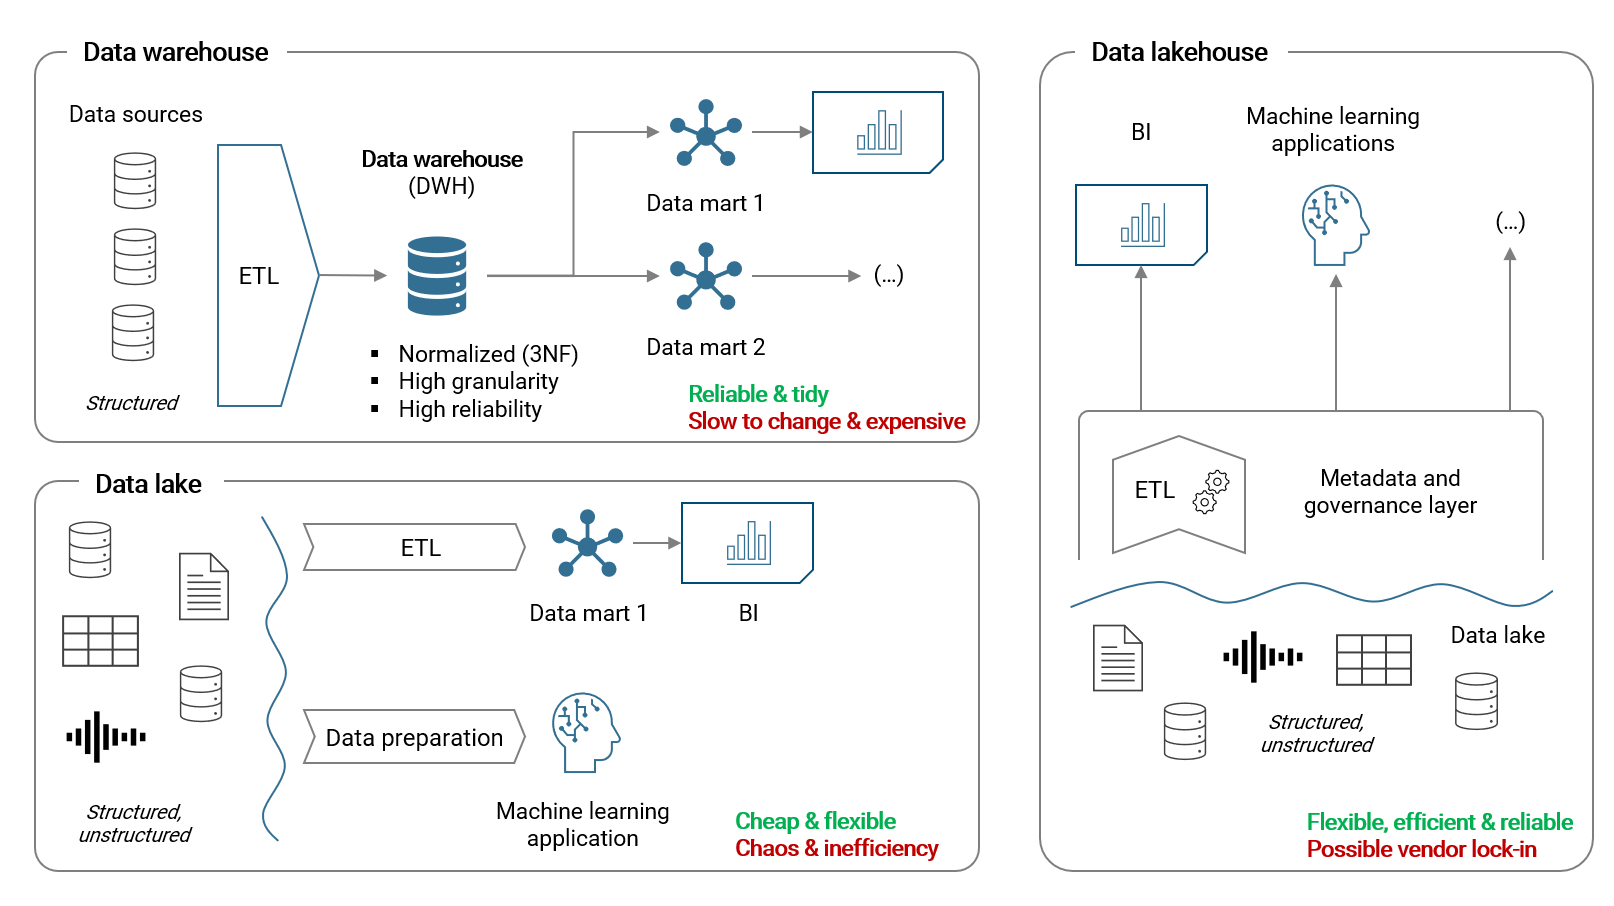 Data warehouse
Data sources
Structured
ETL
Data warehouse
(DWH)
▪ Normalized (3NF)
▪ High granularity
▪ High reliability
Data mart 1
Data mart 2
(...)
Reliable & tidy
Slow to change & expensive
Data lake
Structured,
unstructured
ETL
Data mart 1
BI
Data preparation
Machine learning
application
Cheap & flexible
Chaos & inefficiency
Data lakehouse
BI
Machine learning
applications
(...)
ETL
Metadata and
governance layer
Data lake
Structured,
unstructured
Flexible, efficient & reliable
Possible vendor lock-in